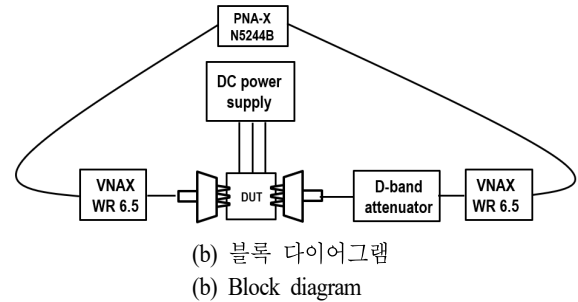 PNA-X
N5244B
DC power
supply
VNAX
WR 6.5
DUT
D-band
attenuator
VNAX
WR 6.5
(b) 블록 다이어그램
(b) Block diagram